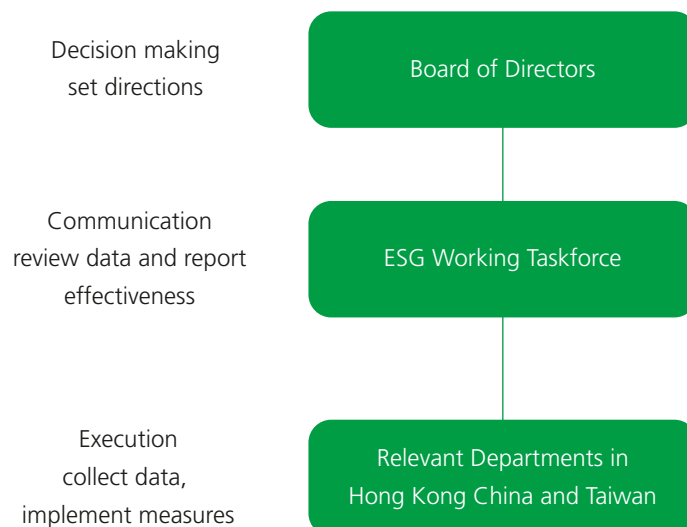 Decision making
set directions
Board of Directors
Communication
review data and report
effectiveness
ESG Working Taskforce
Execution
collect data,
implement measures
Relevant Departments in
Hong Kong China and Taiwan